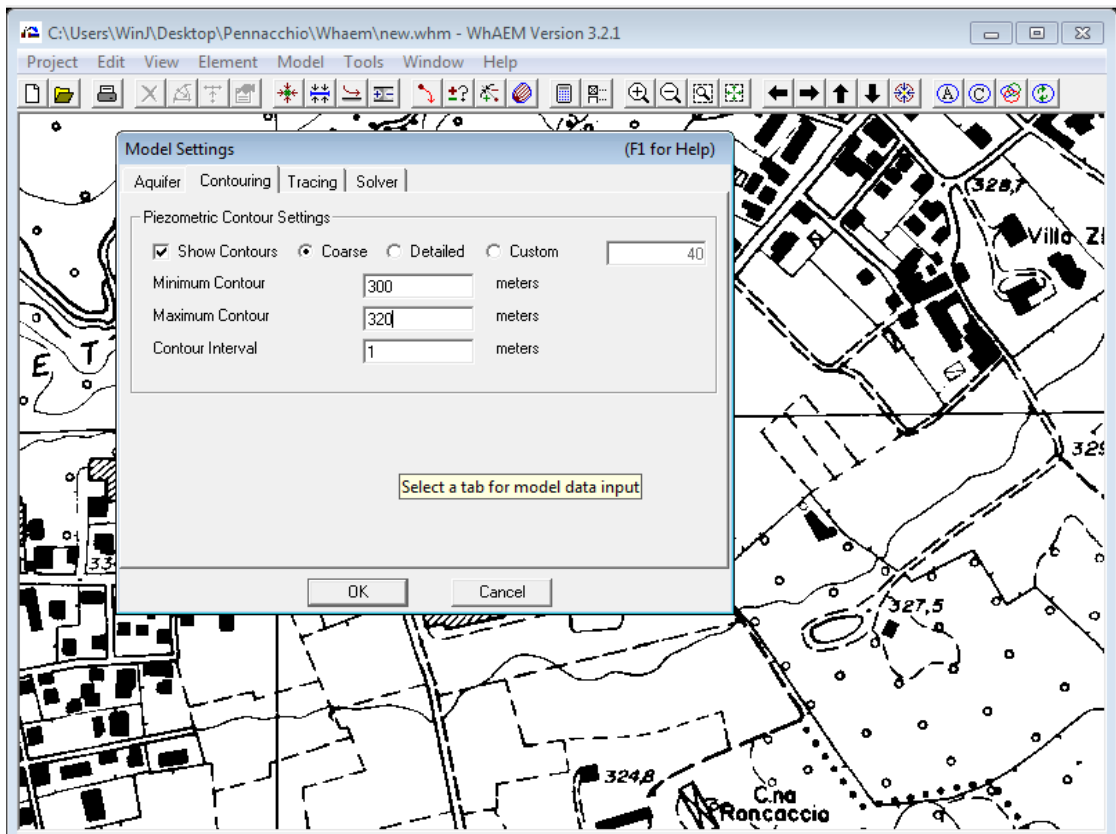 C:\Users\WinJ\Desktop\Pennacchio\Whaem\new.whm - WhAEM Version 3.2.1
Project Edit View Element Model Tools Window Help
Model Settings (F1 for Help)
Aquifer Contouring Tracing Solver
Piezometric Contour Settings
Show Contours Coarse Detailed Custom 40
Minimum Contour 300 meters
Maximum Contour 320 meters
Contour Interval 1 meters
Select a tab for model data input
OK Cancel
328,7
Villa
E T
327,5
324,8
C.na
Roncaccio